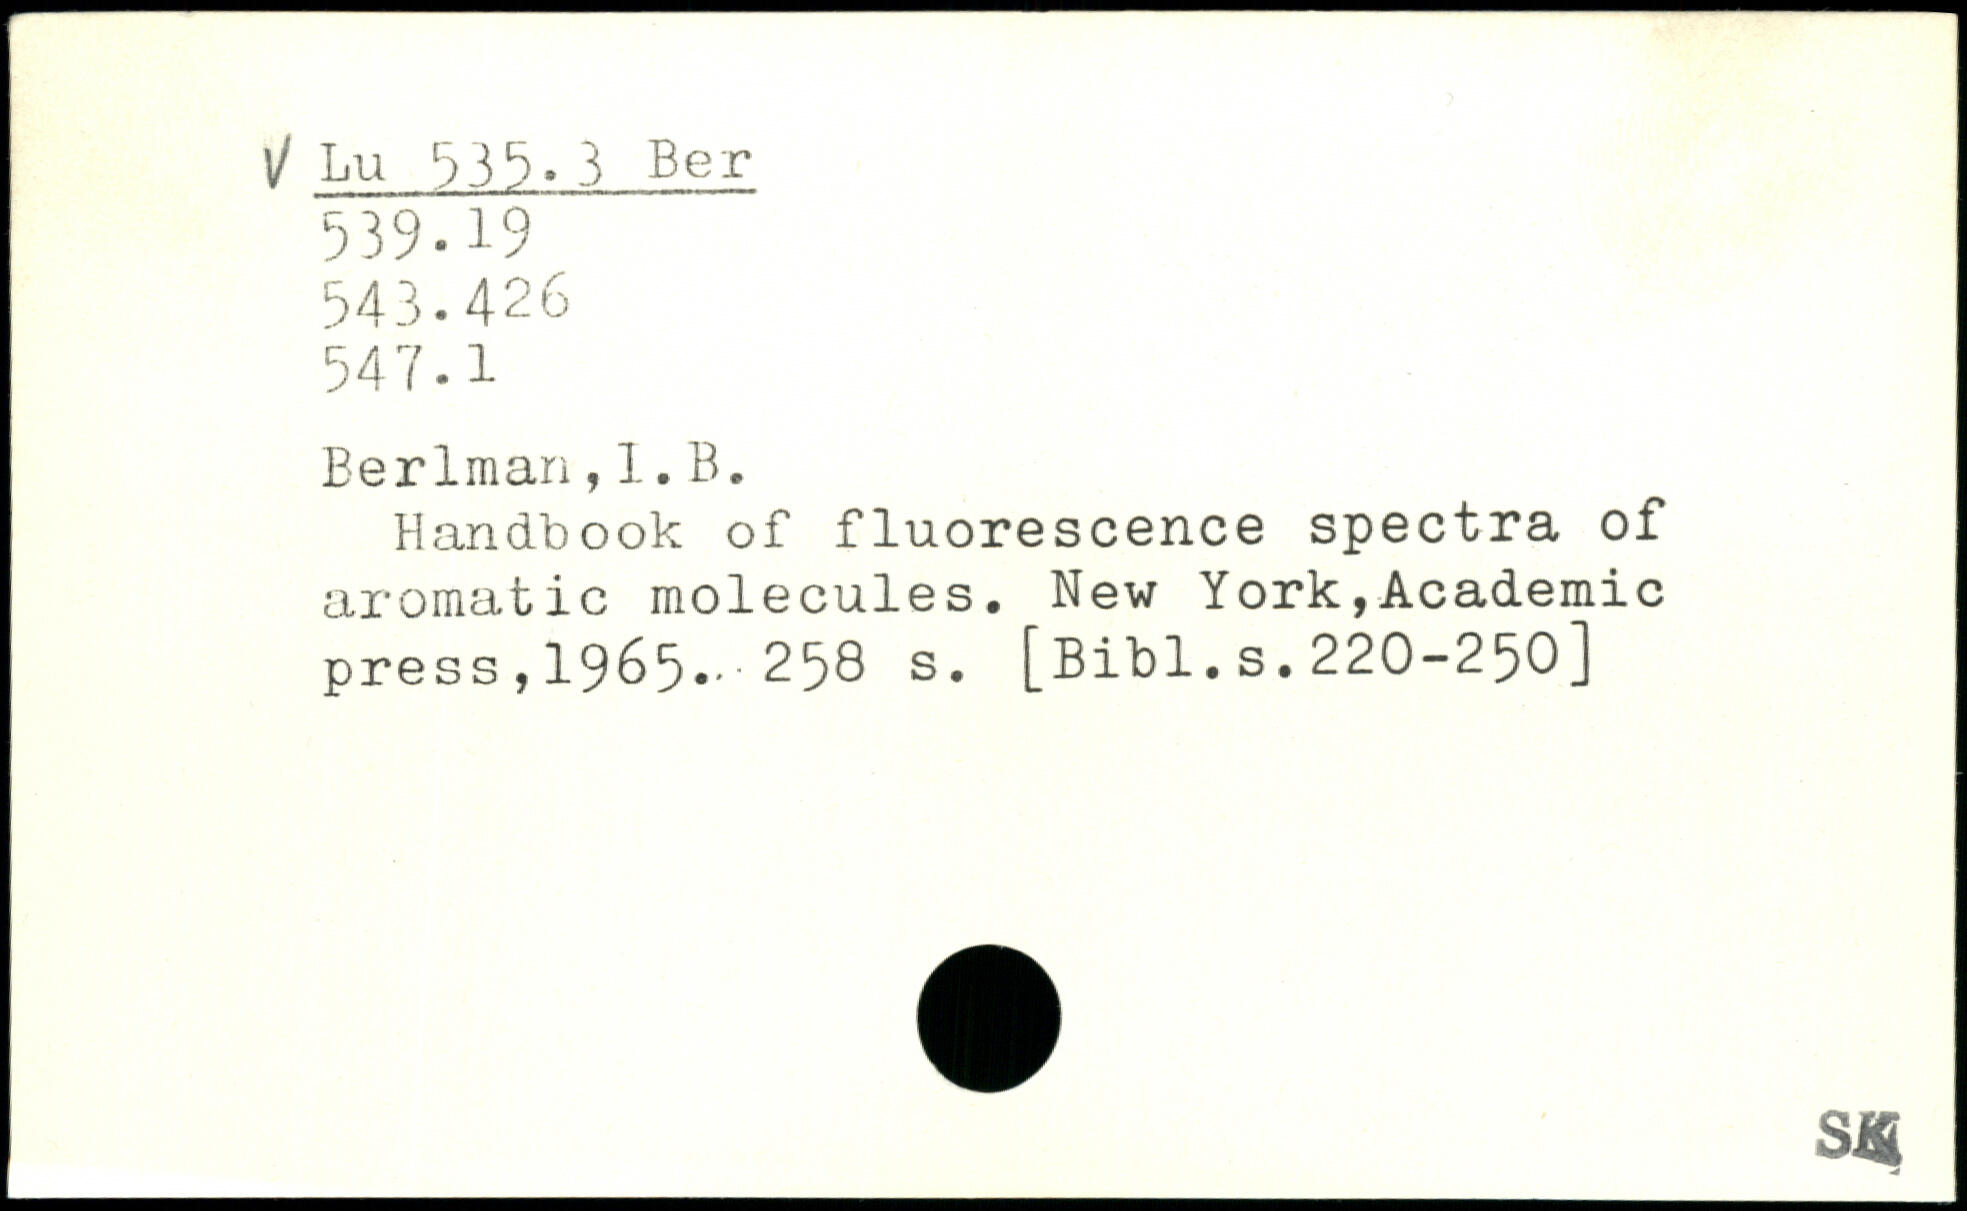 V Lu 535.3 Ber
539.19
543.426
547.1
Berlman,I.B.
Handbook of fluorescence spectra of
aromatic molecules. New York,Academic
press,1965. 258 s. [Bibl.s.220-250]
SK